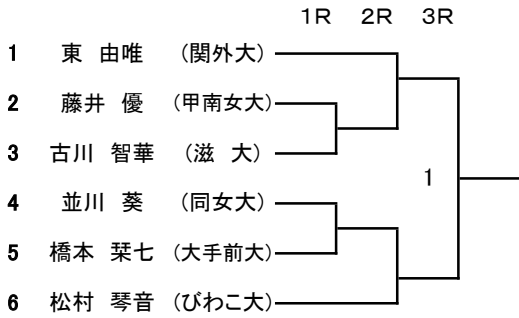 1R 2R 3R
1 東 由唯 (関外大)
2 藤井 優 (甲南女大)
3 古川 智華 (滋 大)
1
4 並川 葵 (同女大)
5 橋本 栞七 (大手前大)
6 松村 琴音 (びわこ大)